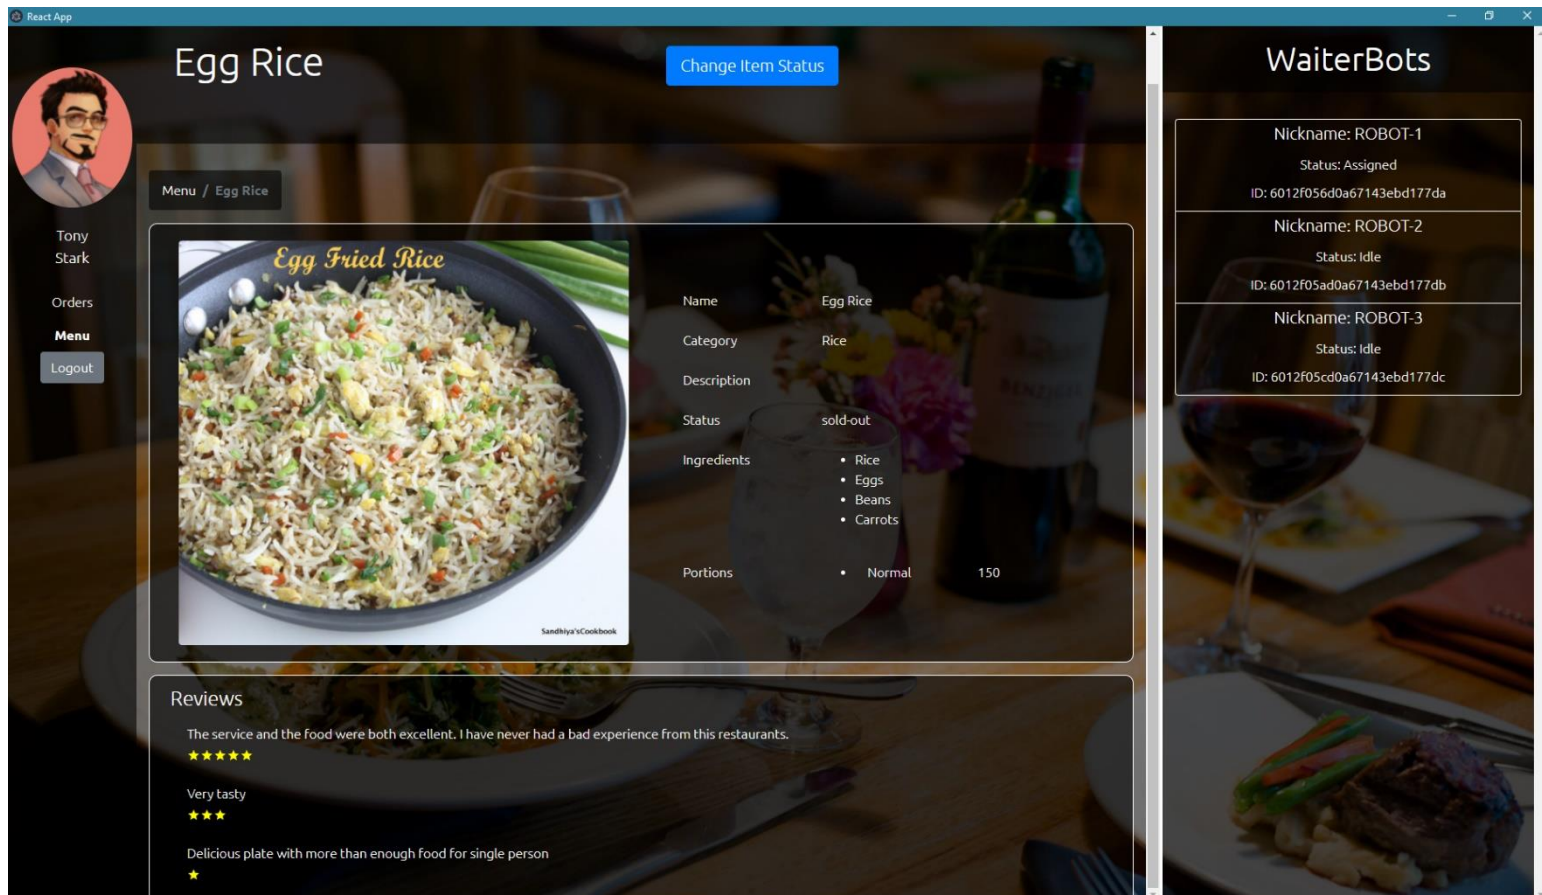 React App
Egg Rice
Change Item Status
Tony
Stark
Orders
Menu
Logout
Menu / Egg Rice
Egg Fried Rice
Sandhiya'sCookbook
Name Egg Rice
Category Rice
Description
Status sold-out
Ingredients • Rice
• Eggs
• Beans
• Carrots
Portions • Normal 150
Reviews
The service and the food were both excellent. I have never had a bad experience from this restaurants.
★★★★★
Very tasty
★★★
Delicious plate with more than enough food for single person
★
WaiterBots
Nickname: ROBOT-1
Status: Assigned
ID: 6012f056d0a67143ebd177da
Nickname: ROBOT-2
Status: Idle
ID: 6012f05ad0a67143ebd177db
Nickname: ROBOT-3
Status: Idle
ID: 6012f05cd0a67143ebd177dc